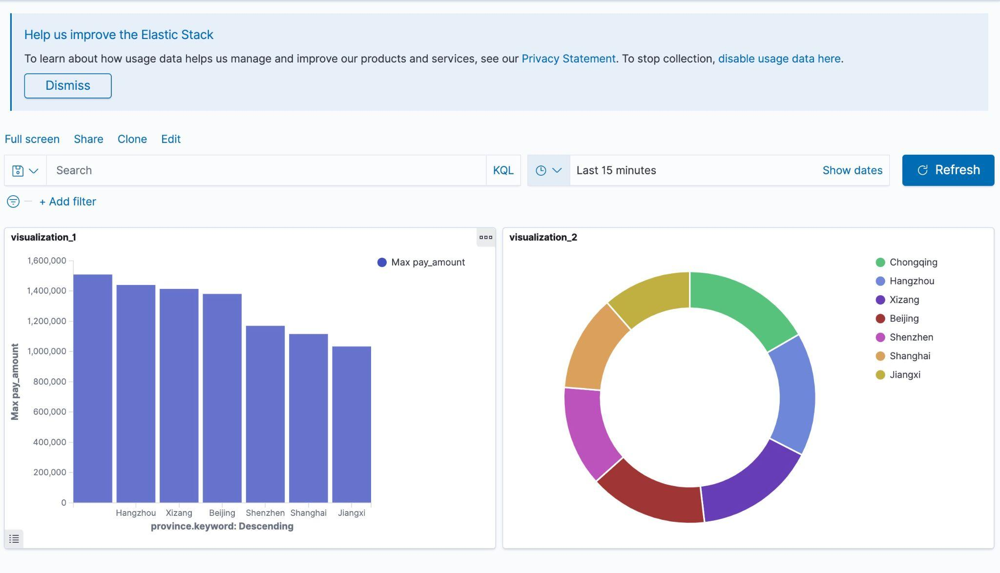 Help us improve the Elastic Stack
To learn about how usage data helps us manage and improve our products and services, see our Privacy Statement. To stop collection, disable usage data here.
Dismiss
Full screen Share Clone Edit
Search KQL Last 15 minutes Show dates Refresh
+ Add filter
visualization_1
Max pay_amount
1,600,000
1,400,000
1,200,000
1,000,000
800,000
600,000
400,000
200,000
0
Max pay_amount
Hangzhou Xizang Beijing Shenzhen Shanghai Jiangxi
province.keyword: Descending
visualization_2
Chongqing
Hangzhou
Xizang
Beijing
Shenzhen
Shanghai
Jiangxi